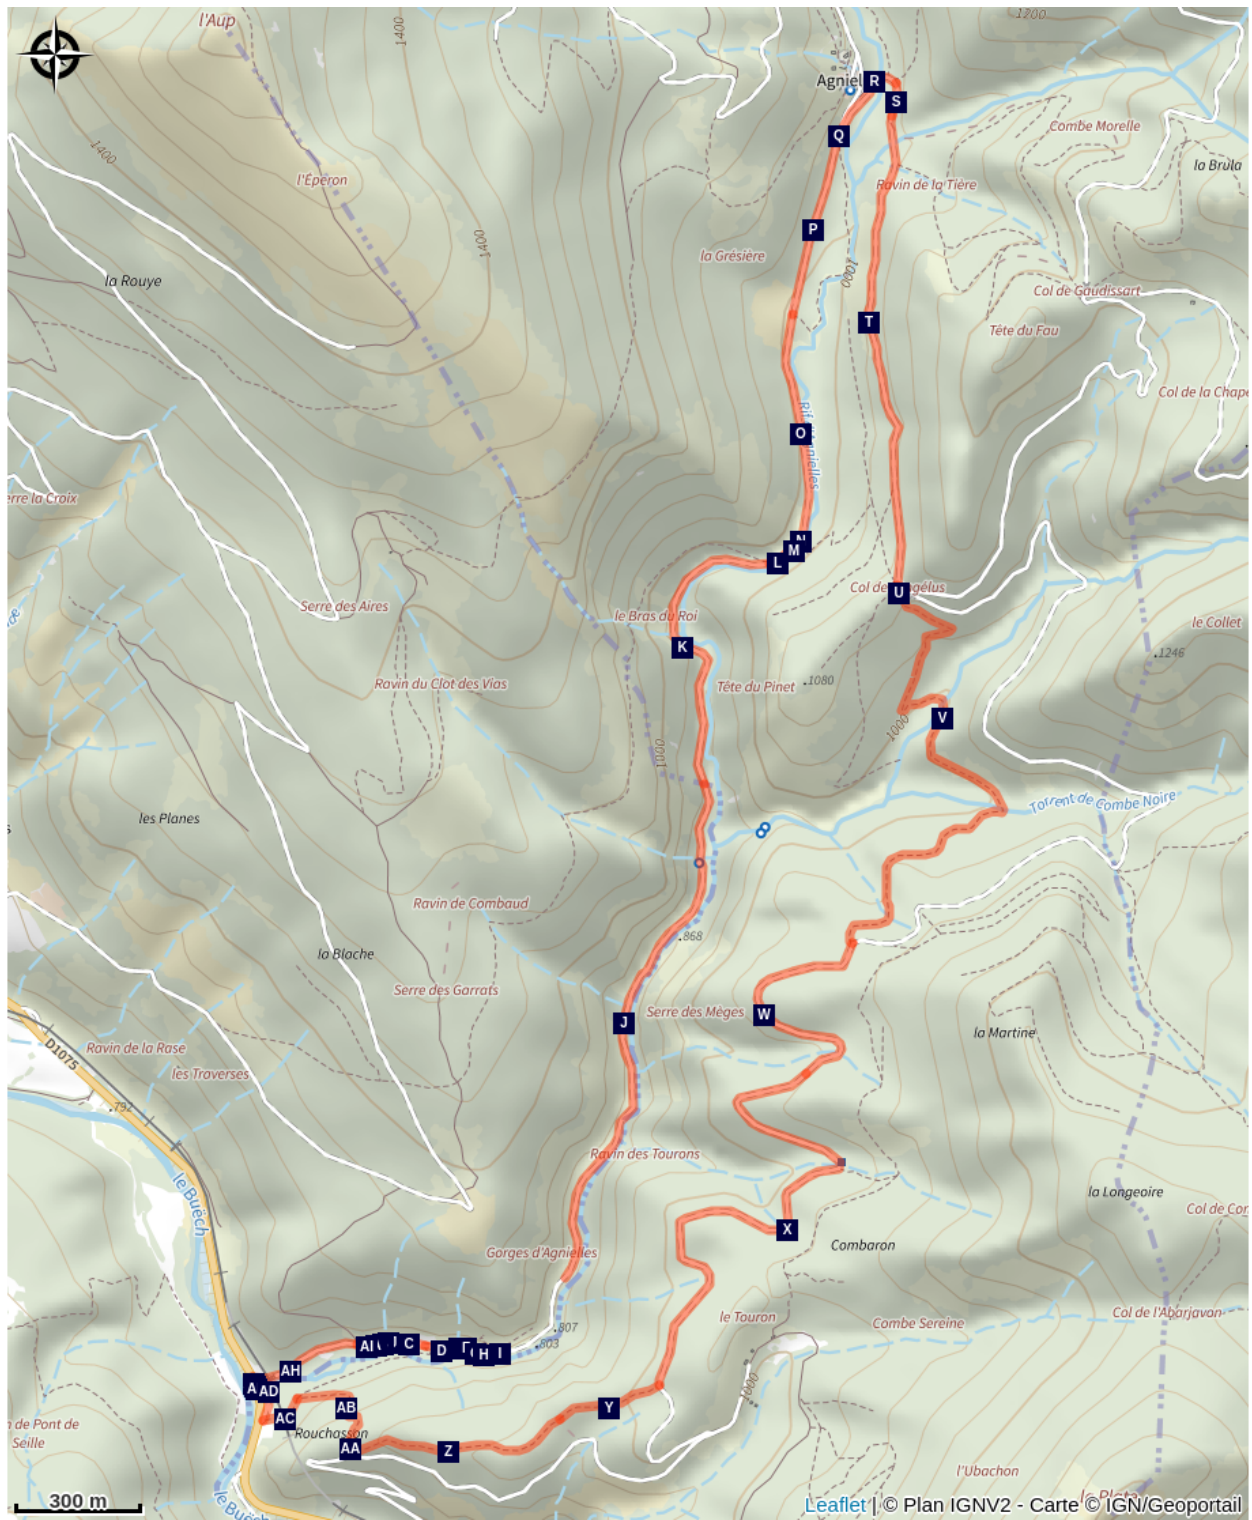 l'Aup
1400
1200
Agniel
R
S
Q
Combe Morelle
la Brula
1400
l'Éperon
Ravin de la Tière
P
1400
la Grésière
la Rouye
1000
Col de Gaudissart
T
Tête du Fau
Col de la Chape
O
Rif d'Agnielles
erre la Croix
N
M
L
Col de
gélus
U
Serre des Aires
le Bras du Roi
le Collet
K
.1246
Ravin du Clot des Vias
Tête du Pinet
.1080
V
1000
1000
les Planes
Torrent de Combe Noire
Ravin de Combaud
.868
la Blache
Serre des Garrats
Serre des Mèges
W
J
la Martine
D1075
Ravin de la Rase
les Traverses
.792
Ravin des Tourons
le Buëch
la Longeoire
Col de Cor
X
Combaron
Gorges d'Agnielles
le Touron
Combe Sereine
Col de l'Abarjavon
.807
.803
C
D
H
I
AH
A
AD
1000
AB
Y
AC
n de Pont de
Seille
Rouchasson
AA
Z
l'Ubachon
le Buëch
300 m
Leaflet | © Plan IGNV2 - Carte © IGN/Geoportail